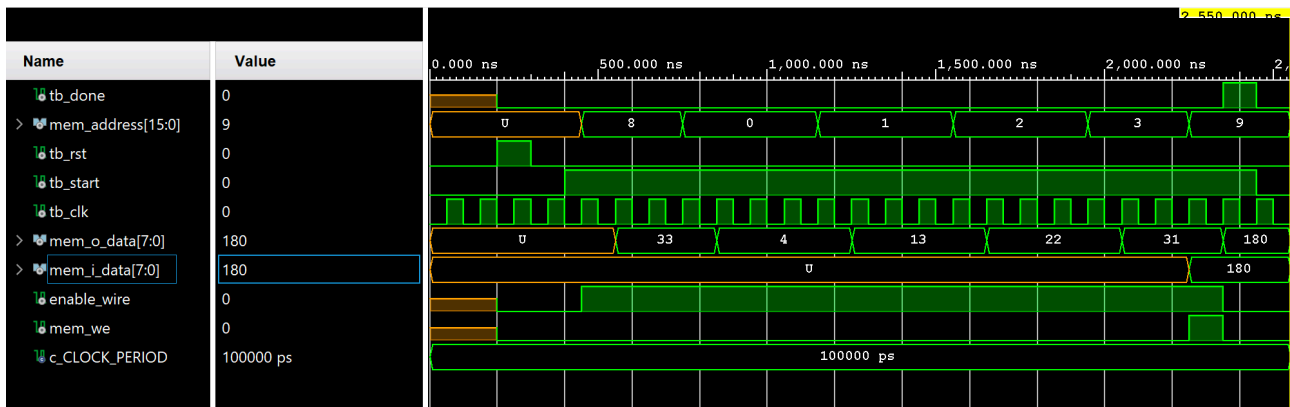 2,550.000 ns
Name Value
0.000 ns 500.000 ns 1,000.000 ns 1,500.000 ns 2,000.000 ns 2,
tb_done 0
mem_address[15:0] 9 U 8 0 1 2 3 9
tb_rst 0
tb_start 0
tb_clk 0
mem_o_data[7:0] 180 U 33 4 13 22 31 180
mem_i_data[7:0] 180 U 180
enable_wire 0
mem_we 0
c_CLOCK_PERIOD 100000 ps 100000 ps